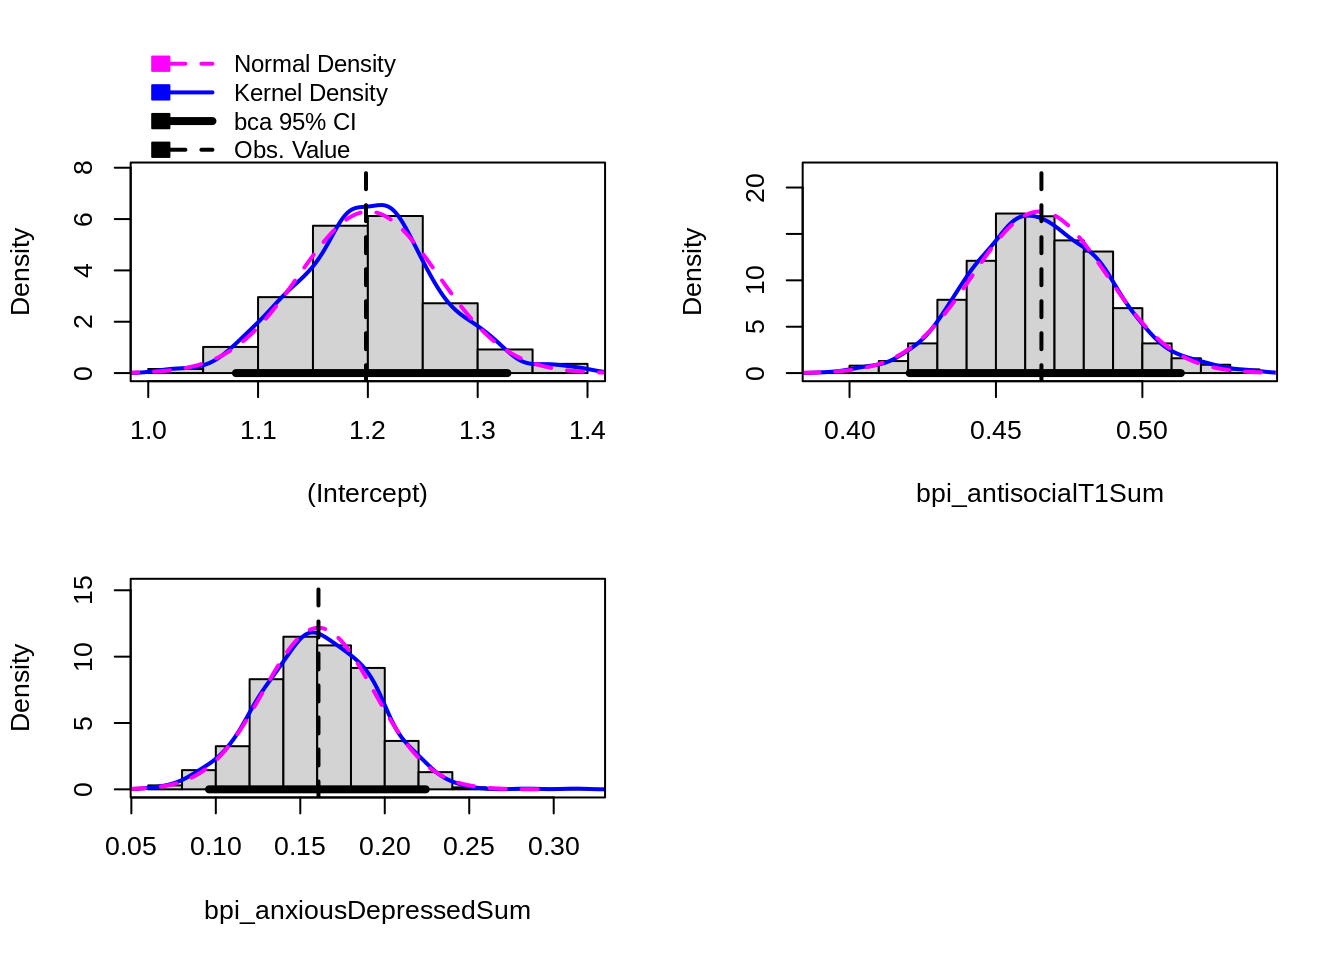 Normal Density
Kernel Density
bca 95% CI
Obs. Value
Density
0 2 4 6 8
1.0 1.1 1.2 1.3 1.4
(Intercept)
Density
0 5 10 20
0.40 0.45 0.50
bpi_antisocialT1Sum
Density
0 5 10 15
0.05 0.10 0.15 0.20 0.25 0.30
bpi_anxiousDepressedSum